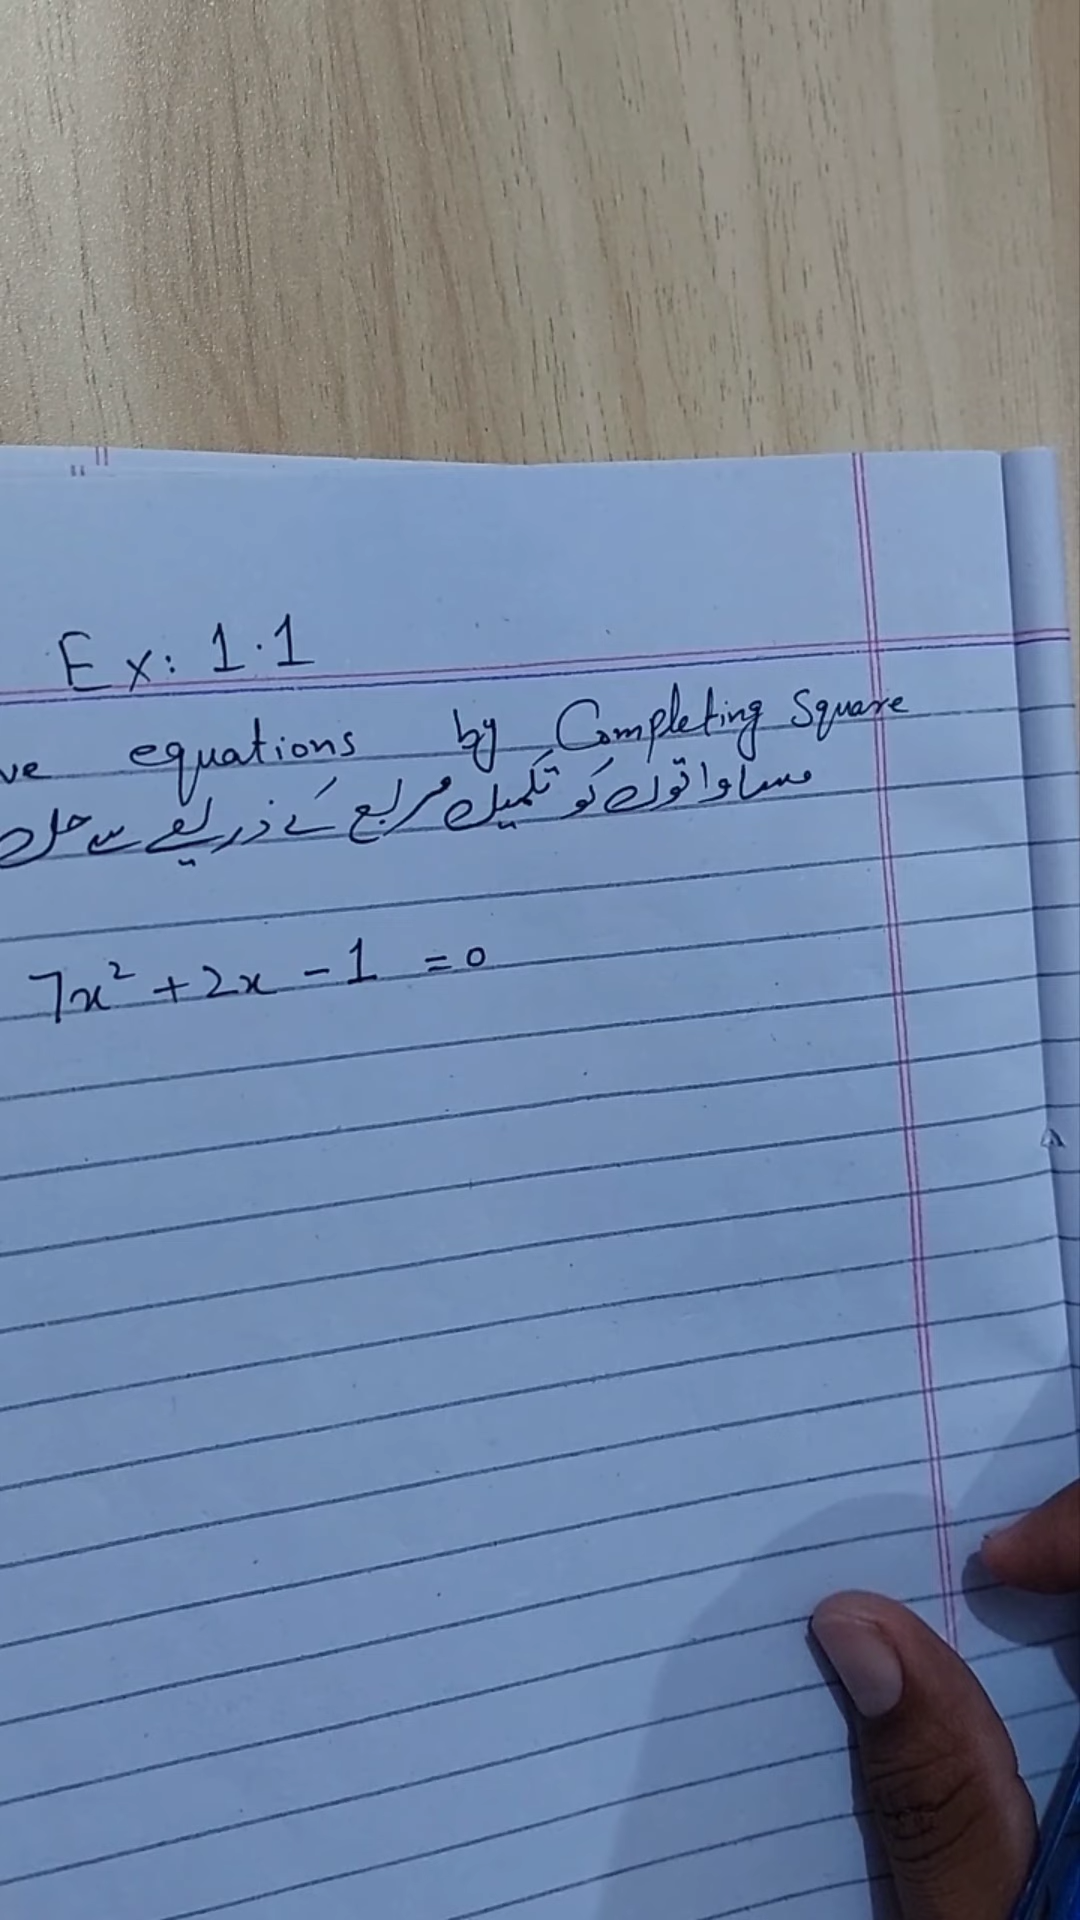 Ex: 1.1
ve equations by Completing Square
مساواتوں کو تکمیل مربع کے ذریعے سے حل
7x² + 2x - 1 = 0